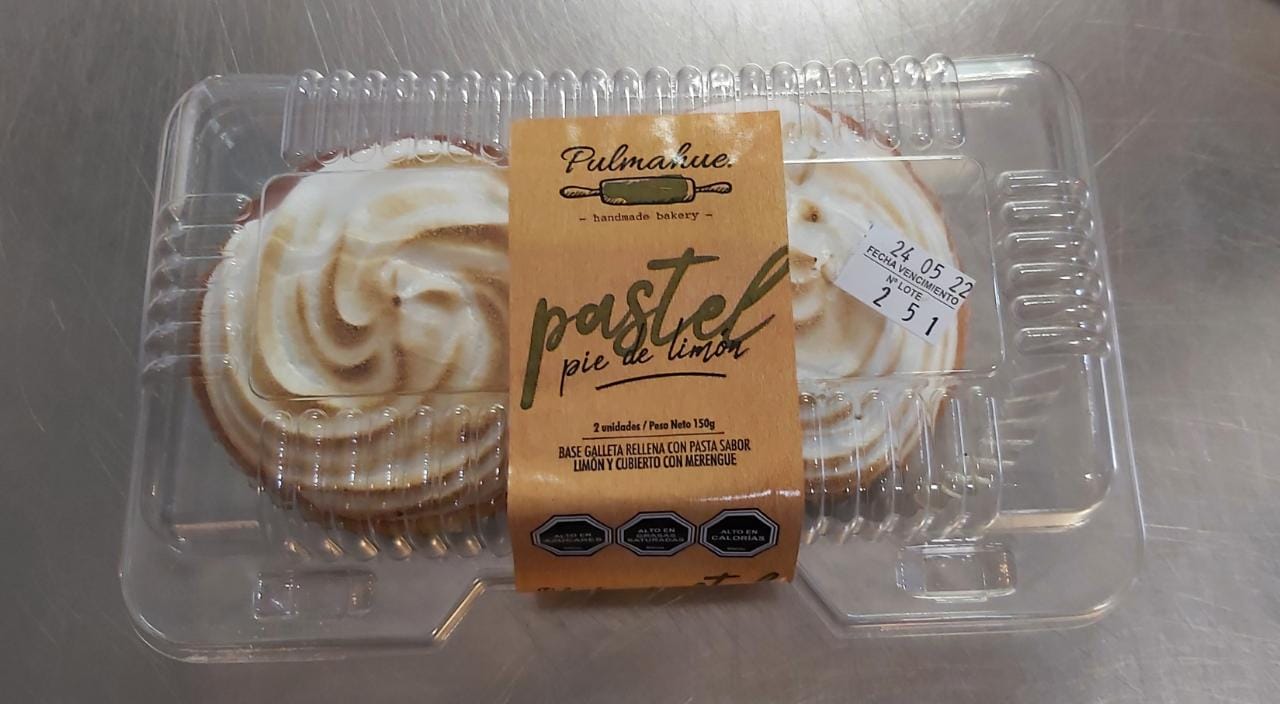 Pulmahue.
- handmade bakery -
pastel
pie de limón
2 unidades / Peso Neto 150g
BASE GALLETA RELLENA CON PASTA SABOR
LIMÓN Y CUBIERTO CON MERENGUE
ALTO EN
AZÚCARES
ALTO EN
GRASAS
SATURADAS
ALTO EN
CALORÍAS
24 05 22
FECHA VENCIMIENTO
Nº LOTE
2 5 1